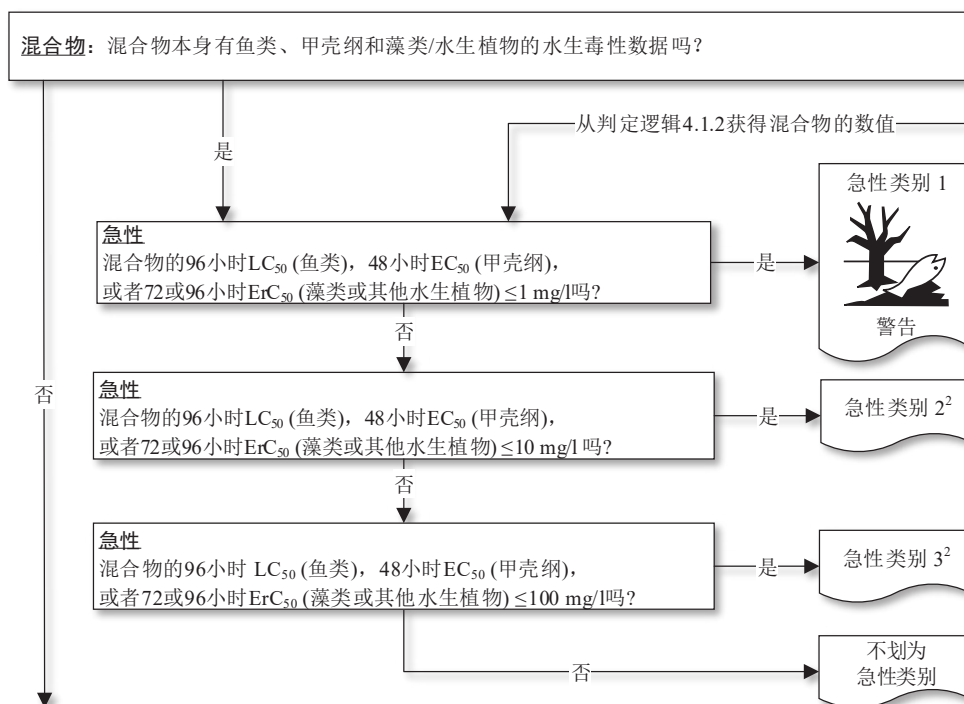 混合物：混合物本身有鱼类、甲壳纲和藻类/水生植物的水生毒性数据吗？
从判定逻辑4.1.2获得混合物的数值
是
急性类别 1
警告
急性
混合物的96小时LC50 (鱼类)，48小时EC50 (甲壳纲)，
或者72或96小时ErC50 (藻类或其他水生植物) ≤1 mg/l吗？
是
否
否
急性
混合物的96小时LC50 (鱼类)，48小时EC50 (甲壳纲)，
或者72或96小时ErC50 (藻类或其他水生植物) ≤10 mg/l 吗？
是
急性类别 2²
否
急性
混合物的96小时 LC50 (鱼类)，48小时EC50 (甲壳纲)，
或者72或96小时ErC50 (藻类或其他水生植物) ≤100 mg/l吗？
是
急性类别 3²
否
不划为
急性类别